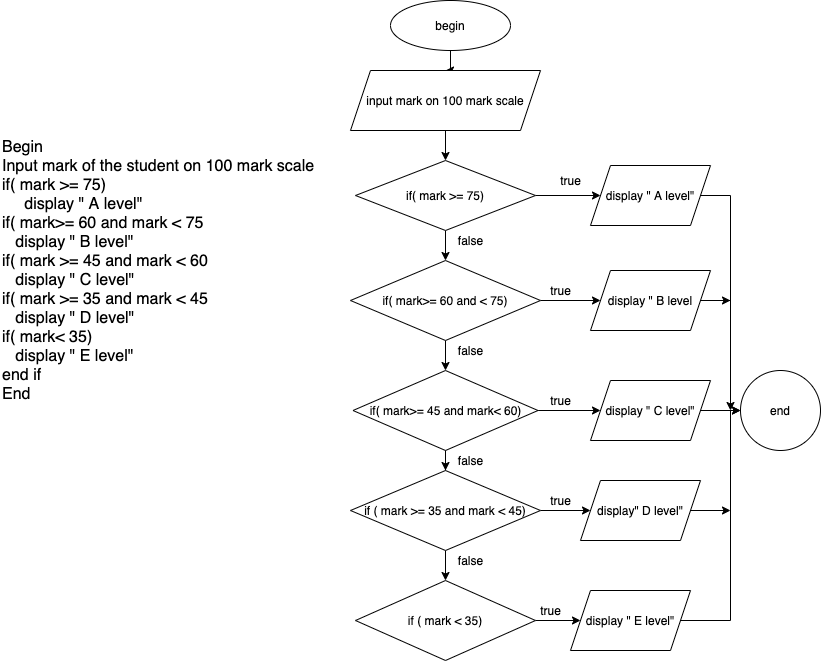 Begin
Input mark of the student on 100 mark scale
if( mark >= 75)
display " A level"
if( mark>= 60 and mark < 75
display " B level"
if( mark >= 45 and mark < 60
display " C level"
if( mark >= 35 and mark < 45
display " D level"
if( mark< 35)
display " E level"
end if
End
begin
input mark on 100 mark scale
if( mark >= 75)
true
display " A level"
false
if( mark>= 60 and < 75)
true
display " B level
false
if( mark>= 45 and mark< 60)
true
display " C level"
end
false
if ( mark >= 35 and mark < 45)
true
display" D level"
false
if ( mark < 35)
true
display " E level"